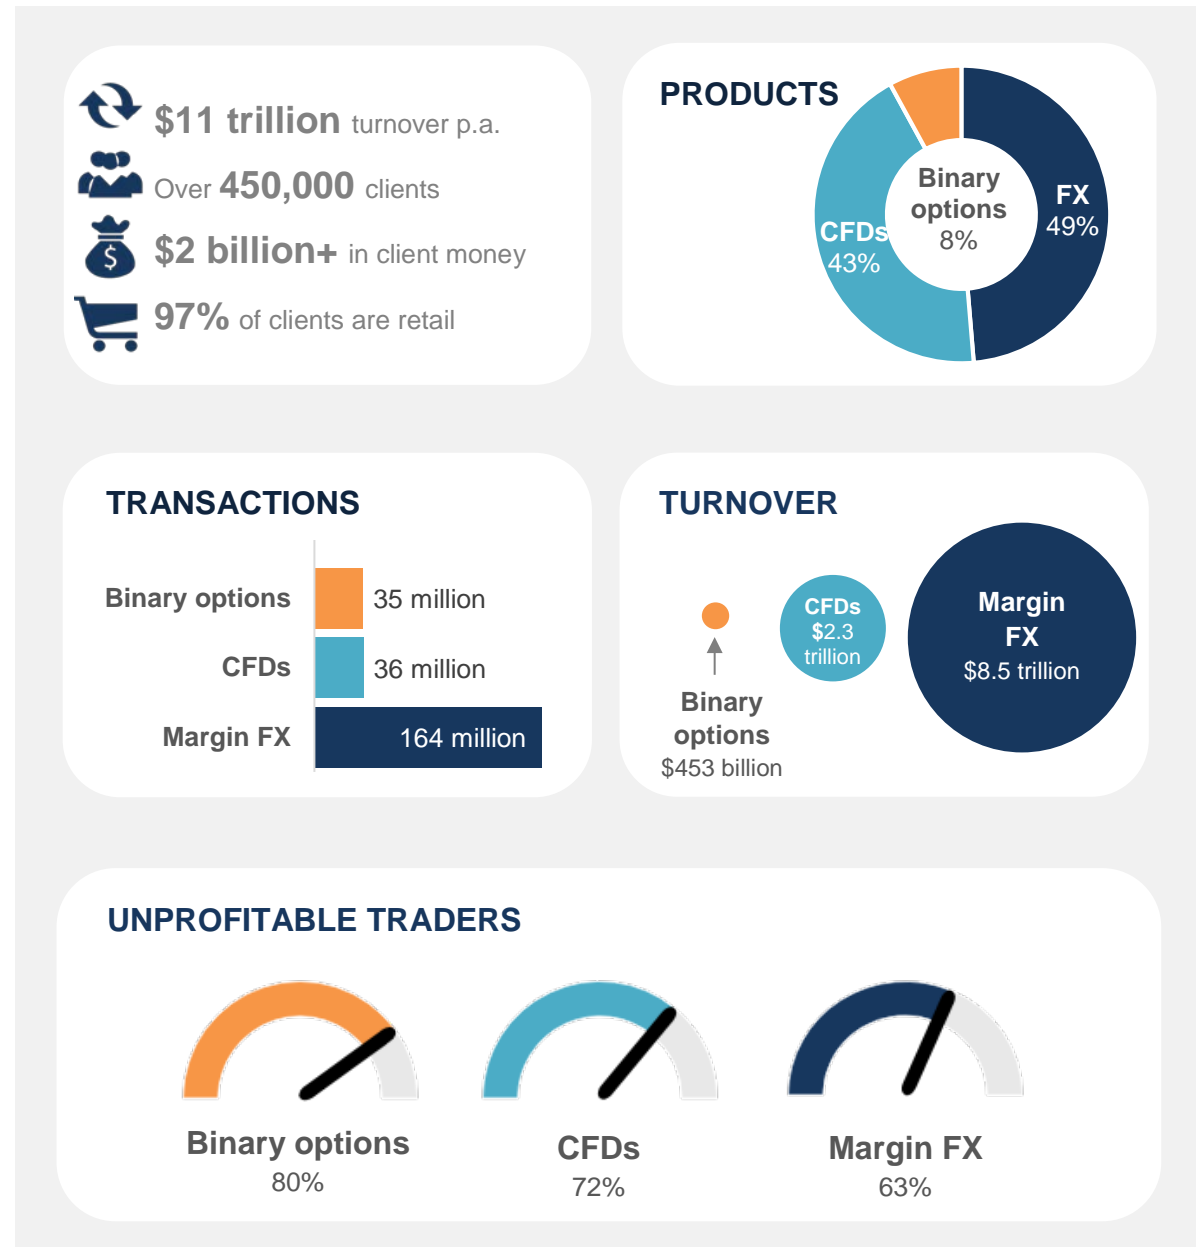 $11 trillion turnover p.a.
Over 450,000 clients
$
$2 billion+ in client money
97% of clients are retail
PRODUCTS
Binary
options
8%
FX
49%
CFDs
43%
TRANSACTIONS
Binary options
35 million
CFDs
36 million
Margin FX
164 million
TURNOVER
Binary
options
$453 billion
CFDs
$2.3
trillion
Margin
FX
$8.5 trillion
UNPROFITABLE TRADERS
Binary options
80%
CFDs
72%
Margin FX
63%